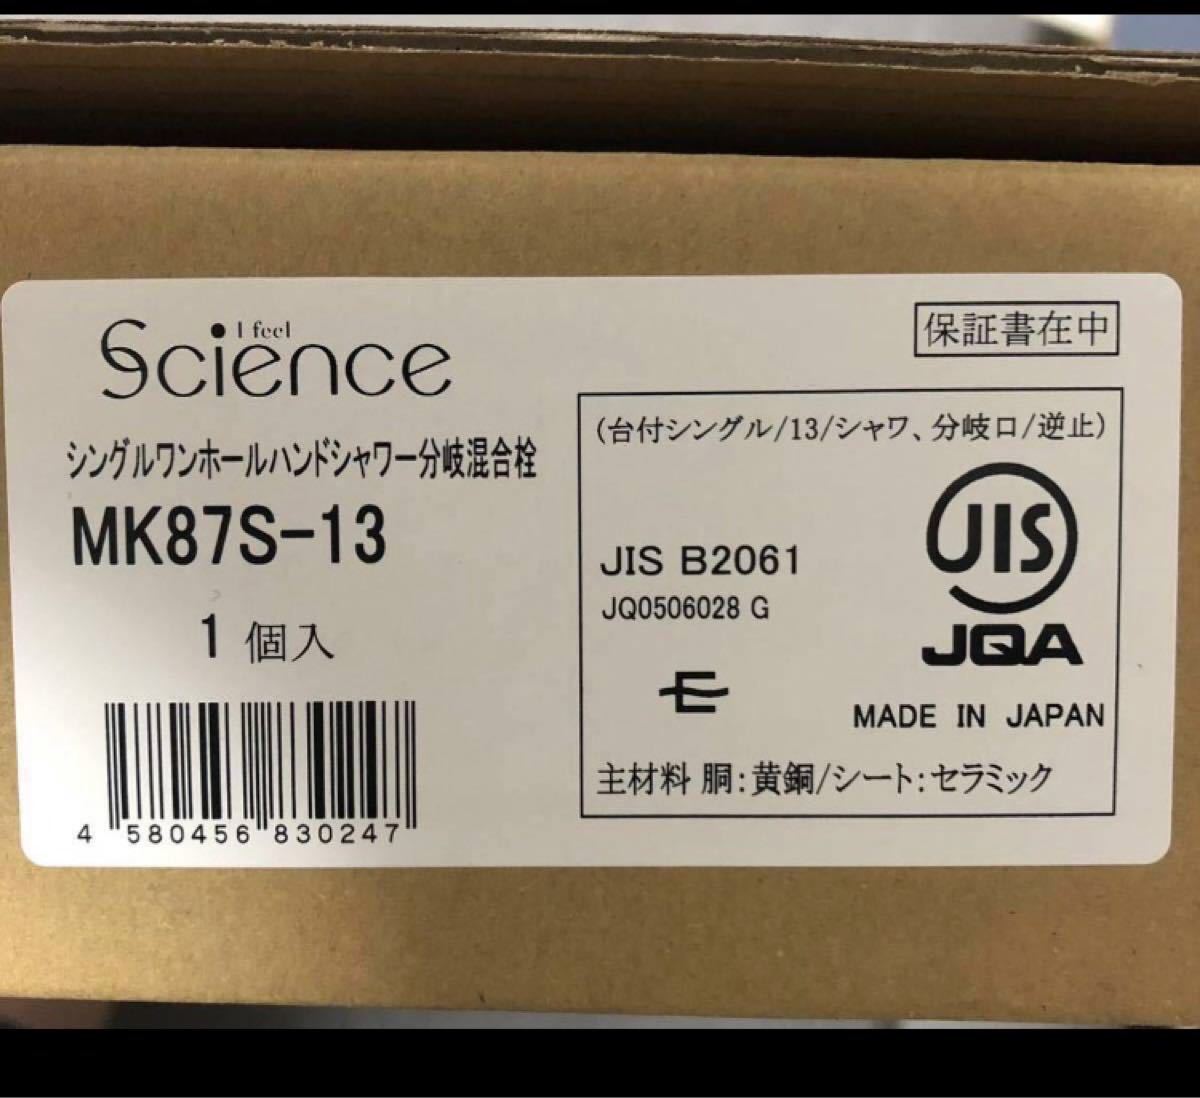 I feel
Science
シングルワンホールハンドシャワー分岐混合栓
MK87S-13
1 個入
4 580456 830247
保証書在中
(台付シングル/13/シャワ、分岐口/逆止)
JIS B2061
JQ0506028 G
JIS
JQA
E
MADE IN JAPAN
主材料 胴:黄銅/シート:セラミック